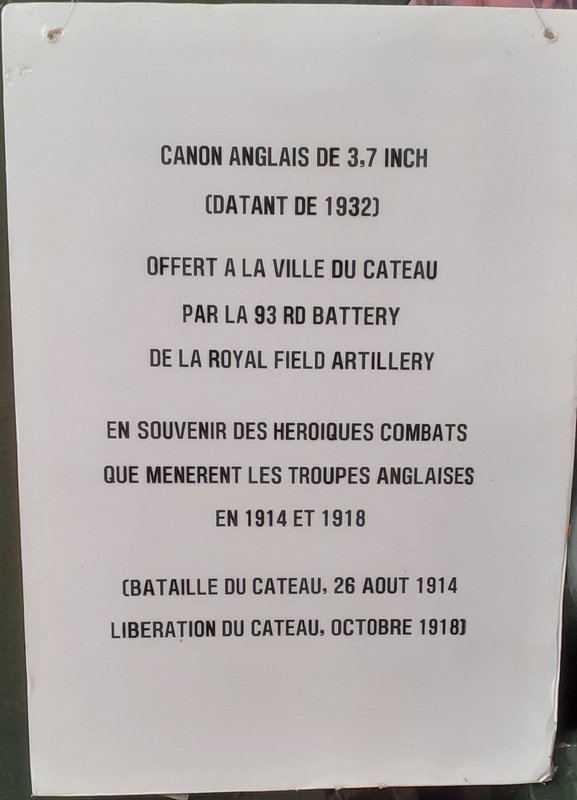 CANON ANGLAIS DE 3,7 INCH
(DATANT DE 1932)
OFFERT A LA VILLE DU CATEAU
PAR LA 93 RD BATTERY
DE LA ROYAL FIELD ARTILLERY
EN SOUVENIR DES HEROIQUES COMBATS
QUE MENERENT LES TROUPES ANGLAISES
EN 1914 ET 1918
(BATAILLE DU CATEAU, 26 AOUT 1914
LIBERATION DU CATEAU, OCTOBRE 1918)